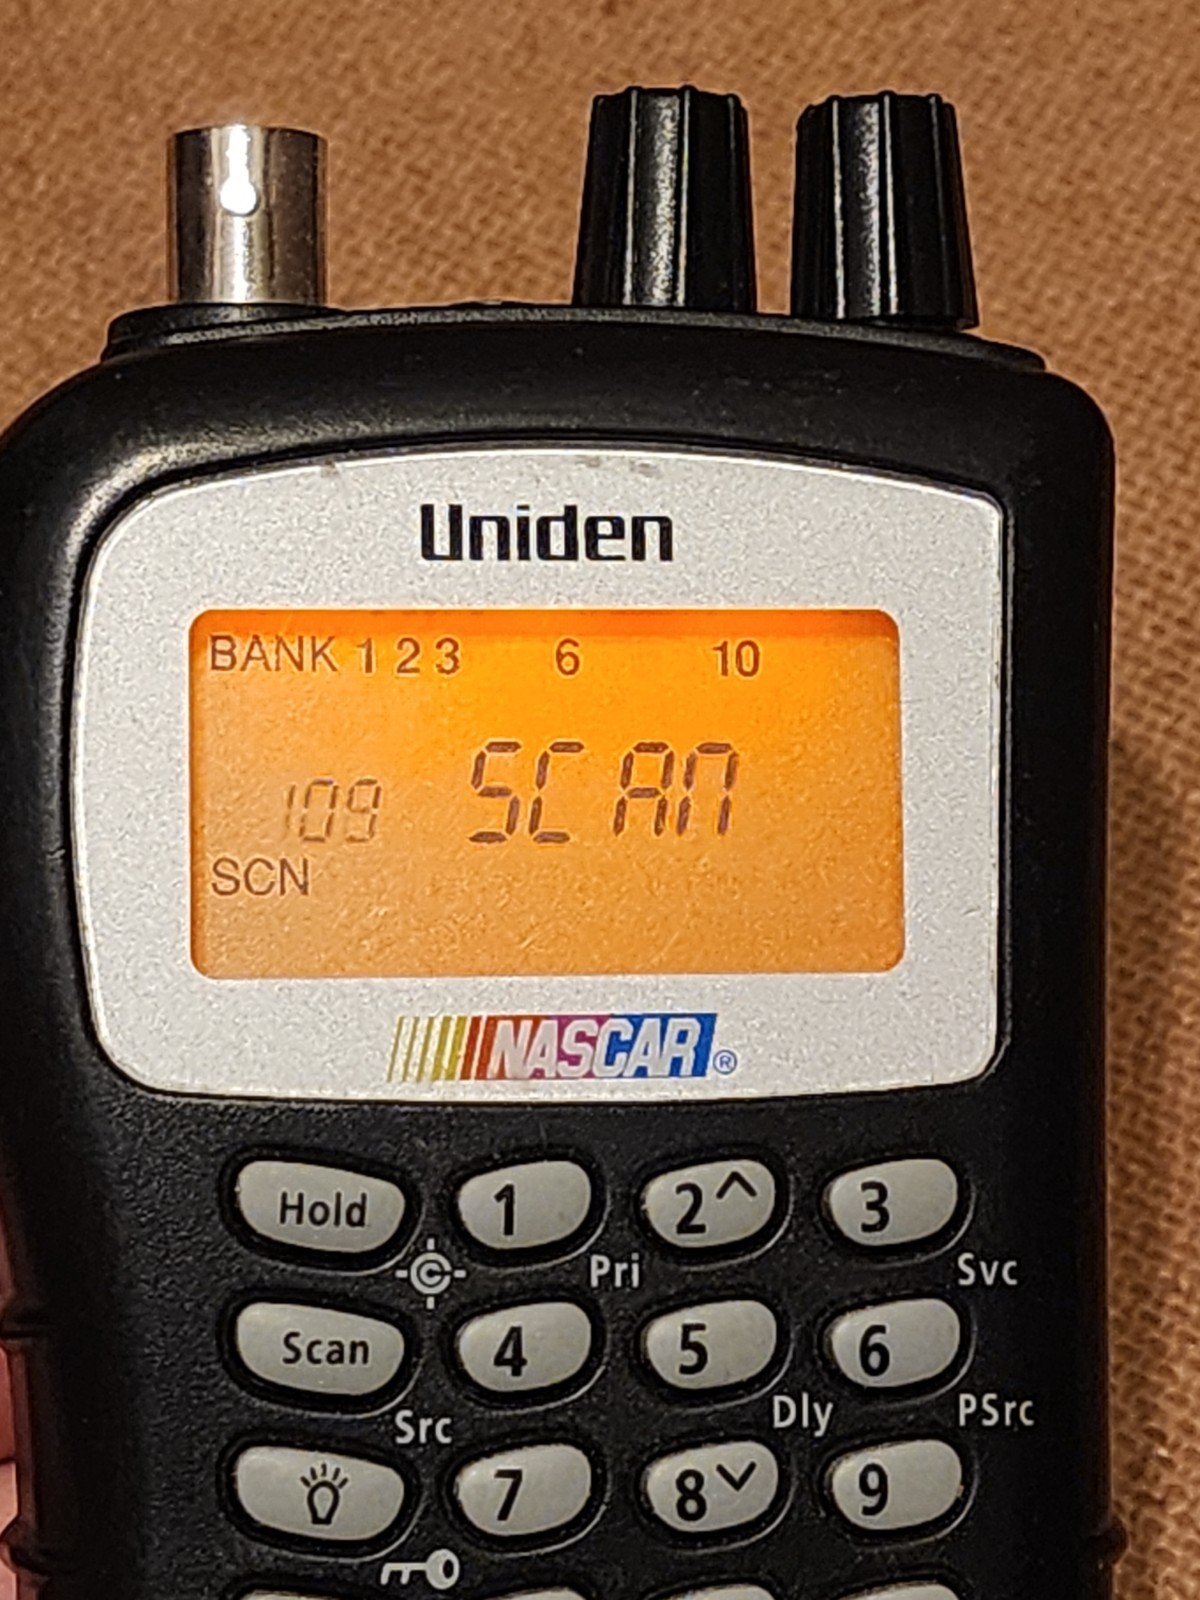 Uniden
BANK 1 2 3 6 10
109 SCAN
SCN
NASCAR®
Hold 1 2 3
Pri Svc
Scan 4 5 6
Src Dly PSrc
7 8 9